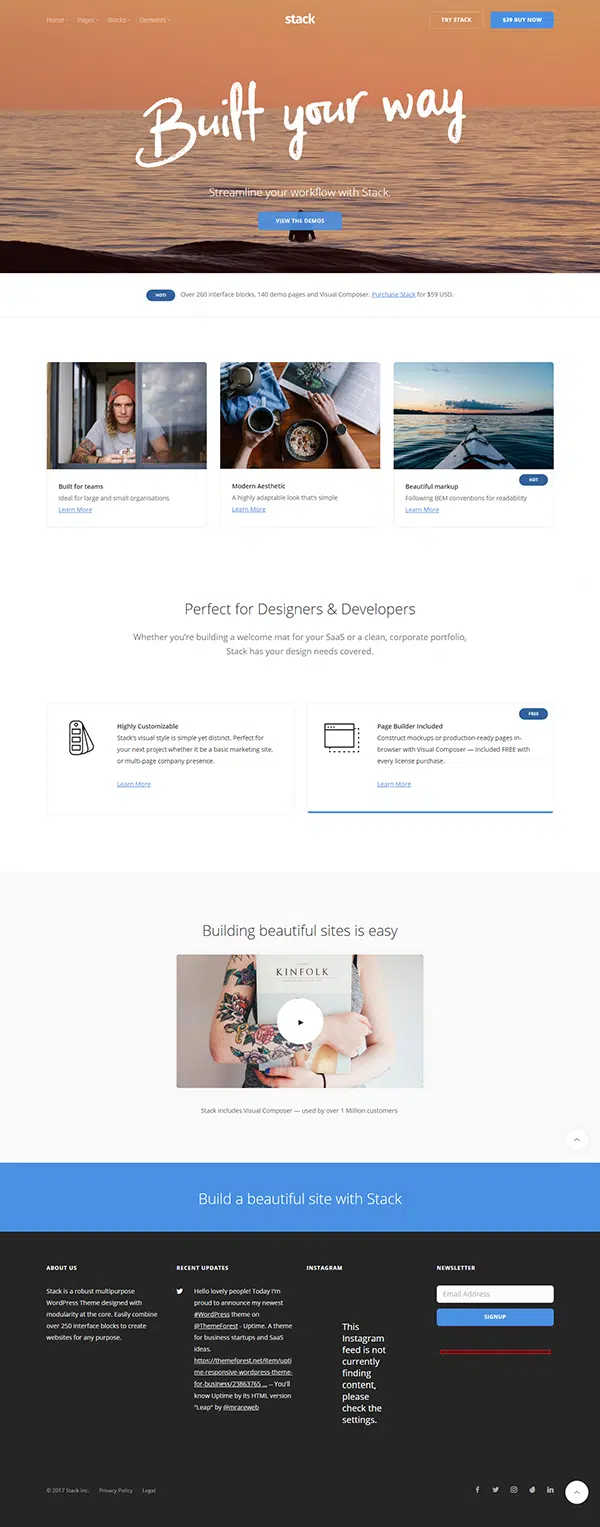 Home
Pages
Blocks
Elements
stack
TRY STACK
$39 BUY NOW
Built your way
Streamline your workflow with Stack.
VIEW THE DEMOS
HOT!
Over 260 interface blocks, 140 demo pages and Visual Composer. Purchase Stack for $59 USD.
Built for teams
Ideal for large and small organisations
Learn More
Modern Aesthetic
A highly adaptable look that's simple
Learn More
HOT
Beautiful markup
Following BEM conventions for readability
Learn More
Perfect for Designers & Developers
Whether you're building a welcome mat for your SaaS or a clean, corporate portfolio,
Stack has your design needs covered.
Highly Customizable
Stack's visual style is simple yet distinct. Perfect for
your next project whether it be a basic marketing site,
or multi-page company presence.
Learn More
FREE
Page Builder Included
Construct mockups or production-ready pages in-
browser with Visual Composer — Included FREE with
every license purchase.
Learn More
Building beautiful sites is easy
KINFOLK
Stack includes Visual Composer — used by over 1 Million customers
Build a beautiful site with Stack
ABOUT US
Stack is a robust multipurpose
WordPress Theme designed with
modularity at the core. Easily combine
over 250 interface blocks to create
websites for any purpose.
RECENT UPDATES
Hello lovely people! Today I'm
proud to announce my newest
#WordPress theme on
@ThemeForest - Uptime. A theme
for business startups and SaaS
ideas.
https://themeforest.net/item/upti
me-responsive-wordpress-theme-
for-business/23863765 ... -- You'll
know Uptime by its HTML version
"Leap" by @mrareweb
INSTAGRAM
This
Instagram
feed is not
currently
finding
content,
please
check the
settings.
NEWSLETTER
Email Address
SIGNUP
© 2017 Stack Inc.
Privacy Policy
Legal